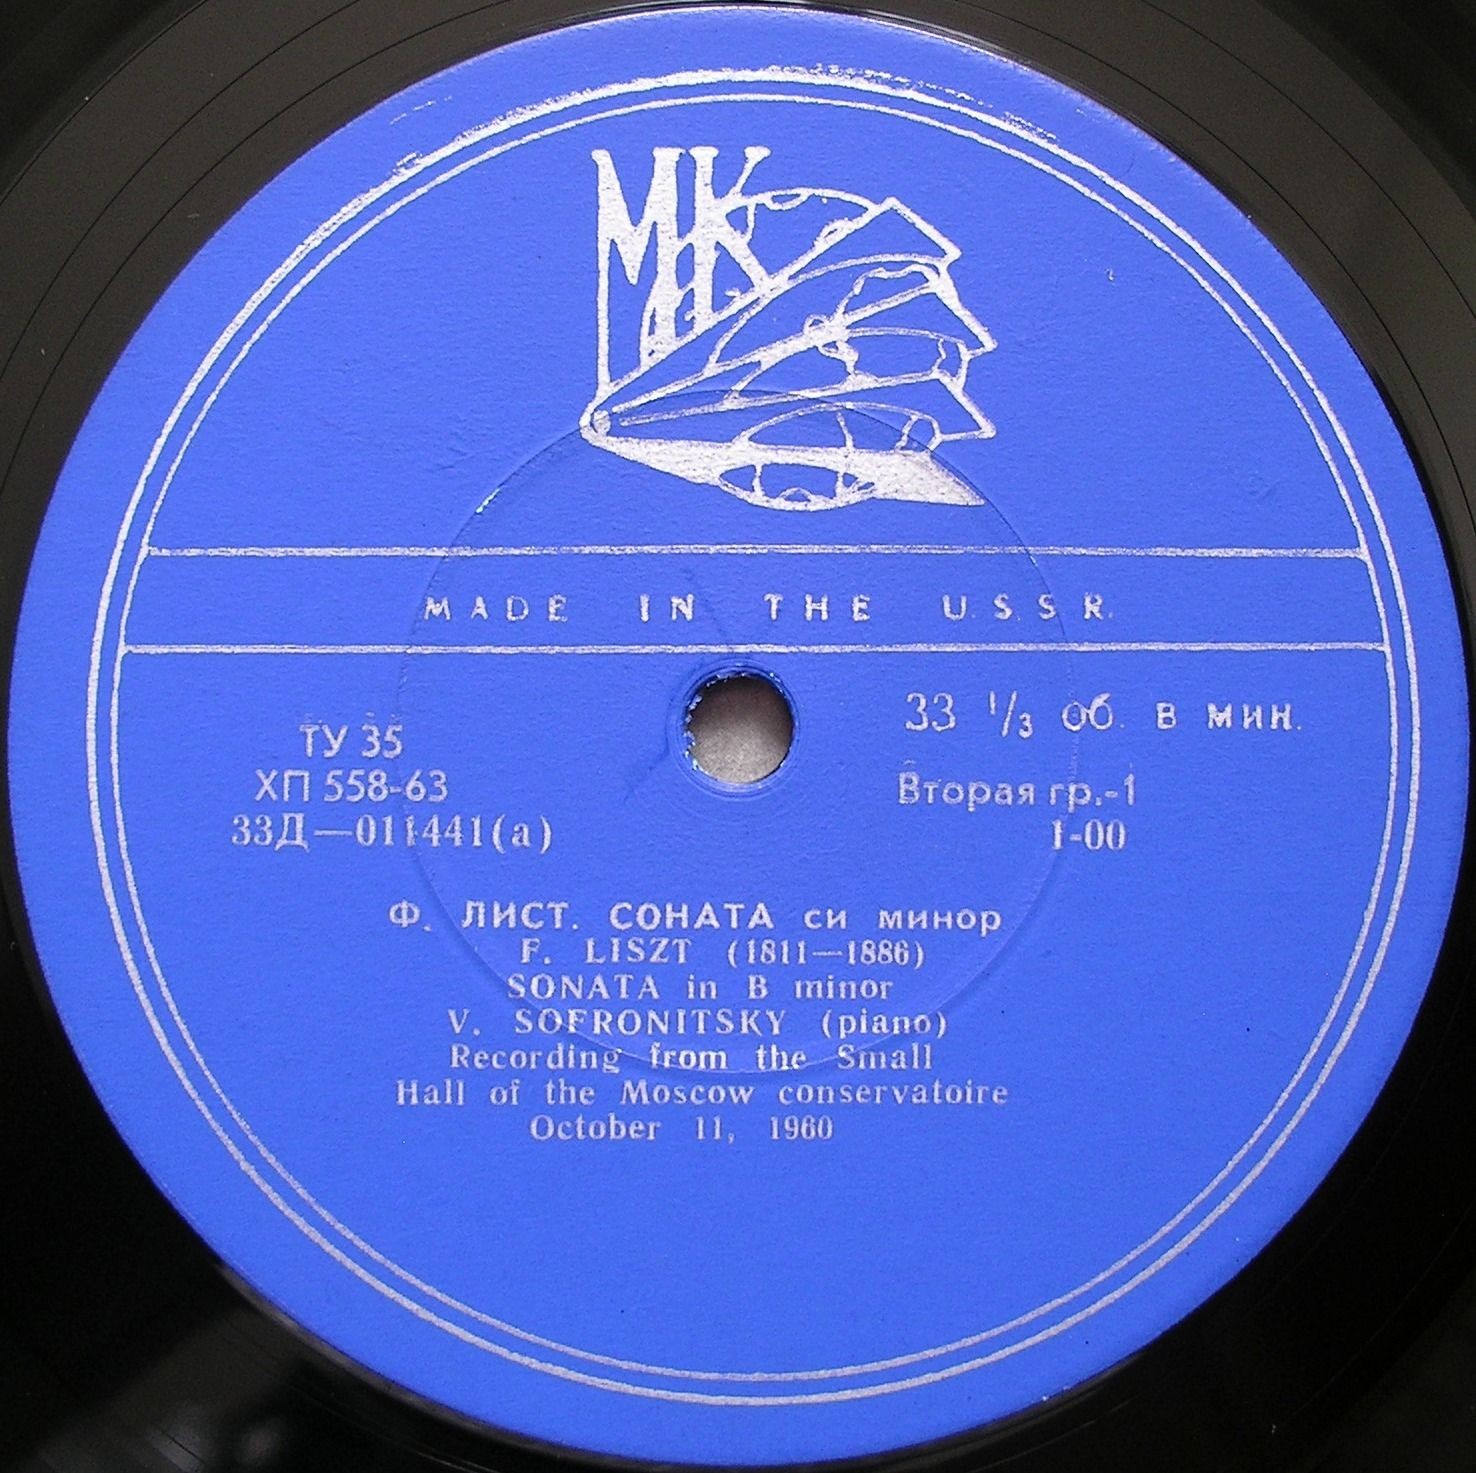 МК
MADE IN THE U.S.S.R.
ТУ 35
ХП 558-63
33Д—011441(а)
33 1/3 об. в мин.
Вторая гр.-1
1-00
Ф. ЛИСТ. СОНАТА си минор
F. LISZT (1811—1886)
SONATA in B minor
V. SOFRONITSKY (piano)
Recording from the Small
Hall of the Moscow conservatoire
October 11, 1960